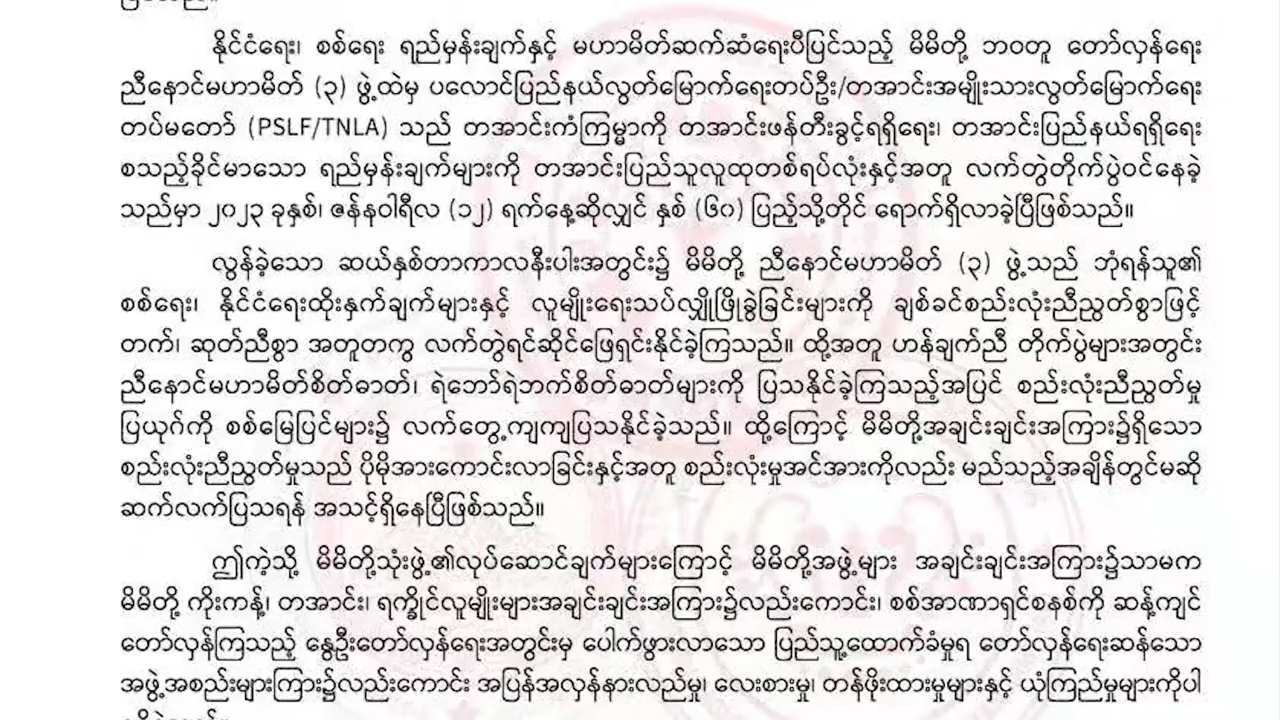 နိုင်ငံရေး၊ စစ်ရေး ရည်မှန်းချက်နှင့် မဟာမိတ်ဆက်ဆံရေးပီပြင်သည့် မိမိတို့ ဘဝတူ တော်လှန်ရေး
ညီနောင်မဟာမိတ် (၃) ဖွဲ့ထဲမှ ပလောင်ပြည်နယ်လွတ်မြောက်ရေးတပ်ဦး/တအာင်းအမျိုးသားလွတ်မြောက်ရေး
တပ်မတော် (PSLF/TNLA) သည် တအာင်းကံကြမ္မာကို တအာင်းဖန်တီးခွင့်ရရှိရေး၊ တအာင်းပြည်နယ်ရရှိရေး
စသည့်ခိုင်မာသော ရည်မှန်းချက်များကို တအာင်းပြည်သူလူထုတစ်ရပ်လုံးနှင့်အတူ လက်တွဲတိုက်ပွဲဝင်နေခဲ့
သည်မှာ ၂၀၂၃ ခုနှစ်၊ ဇန်နဝါရီလ (၁၂) ရက်နေ့ဆိုလျှင် နှစ် (၆၀) ပြည့်သို့တိုင် ရောက်ရှိလာခဲ့ပြီဖြစ်သည်။
လွန်ခဲ့သော ဆယ်နှစ်တာကာလနီးပါးအတွင်း၌ မိမိတို့ ညီနောင်မဟာမိတ် (၃) ဖွဲ့သည် ဘုံရန်သူ၏
စစ်ရေး၊ နိုင်ငံရေးထိုးနှက်ချက်များနှင့် လူမျိုးရေးသပ်လျှိုဖြိုခွဲခြင်းများကို ချစ်ခင်စည်းလုံးညီညွတ်စွာဖြင့်
တက်၊ ဆုတ်ညီစွာ အတူတကွ လက်တွဲရင်ဆိုင်ဖြေရှင်းနိုင်ခဲ့ကြသည်။ ထို့အတူ ဟန်ချက်ညီ တိုက်ပွဲများအတွင်း
ညီနောင်မဟာမိတ်စိတ်ဓာတ်၊ ရဲဘော်ရဲဘက်စိတ်ဓာတ်များကို ပြသနိုင်ခဲ့ကြသည့်အပြင် စည်းလုံးညီညွတ်မှု
ပြယုဂ်ကို စစ်မြေပြင်များ၌ လက်တွေ့ကျကျပြသနိုင်ခဲ့သည်။ ထို့ကြောင့် မိမိတို့အချင်းချင်းအကြား၌ရှိသော
စည်းလုံးညီညွတ်မှုသည် ပိုမိုအားကောင်းလာခြင်းနှင့်အတူ စည်းလုံးမှုအင်အားကိုလည်း မည်သည့်အချိန်တွင်မဆို
ဆက်လက်ပြသရန် အသင့်ရှိနေပြီဖြစ်သည်။
ဤကဲ့သို့ မိမိတို့သုံးဖွဲ့၏လုပ်ဆောင်ချက်များကြောင့် မိမိတို့အဖွဲ့များ အချင်းချင်းအကြား၌သာမက
မိမိတို့ ကိုးကန့်၊ တအာင်း၊ ရက္ခိုင်လူမျိုးများအချင်းချင်းအကြား၌လည်းကောင်း၊ စစ်အာဏာရှင်စနစ်ကို ဆန့်ကျင်
တော်လှန်ကြသည့် နွေဦးတော်လှန်ရေးအတွင်းမှ ပေါက်ဖွားလာသော ပြည်သူ့ထောက်ခံမှုရ တော်လှန်ရေးဆန်သော
အဖွဲ့အစည်းများကြား၌လည်းကောင်း အပြန်အလှန်နားလည်မှု၊ လေးစားမှု၊ တန်ဖိုးထားမှုများနှင့် ယုံကြည်မှုများကိုပါ